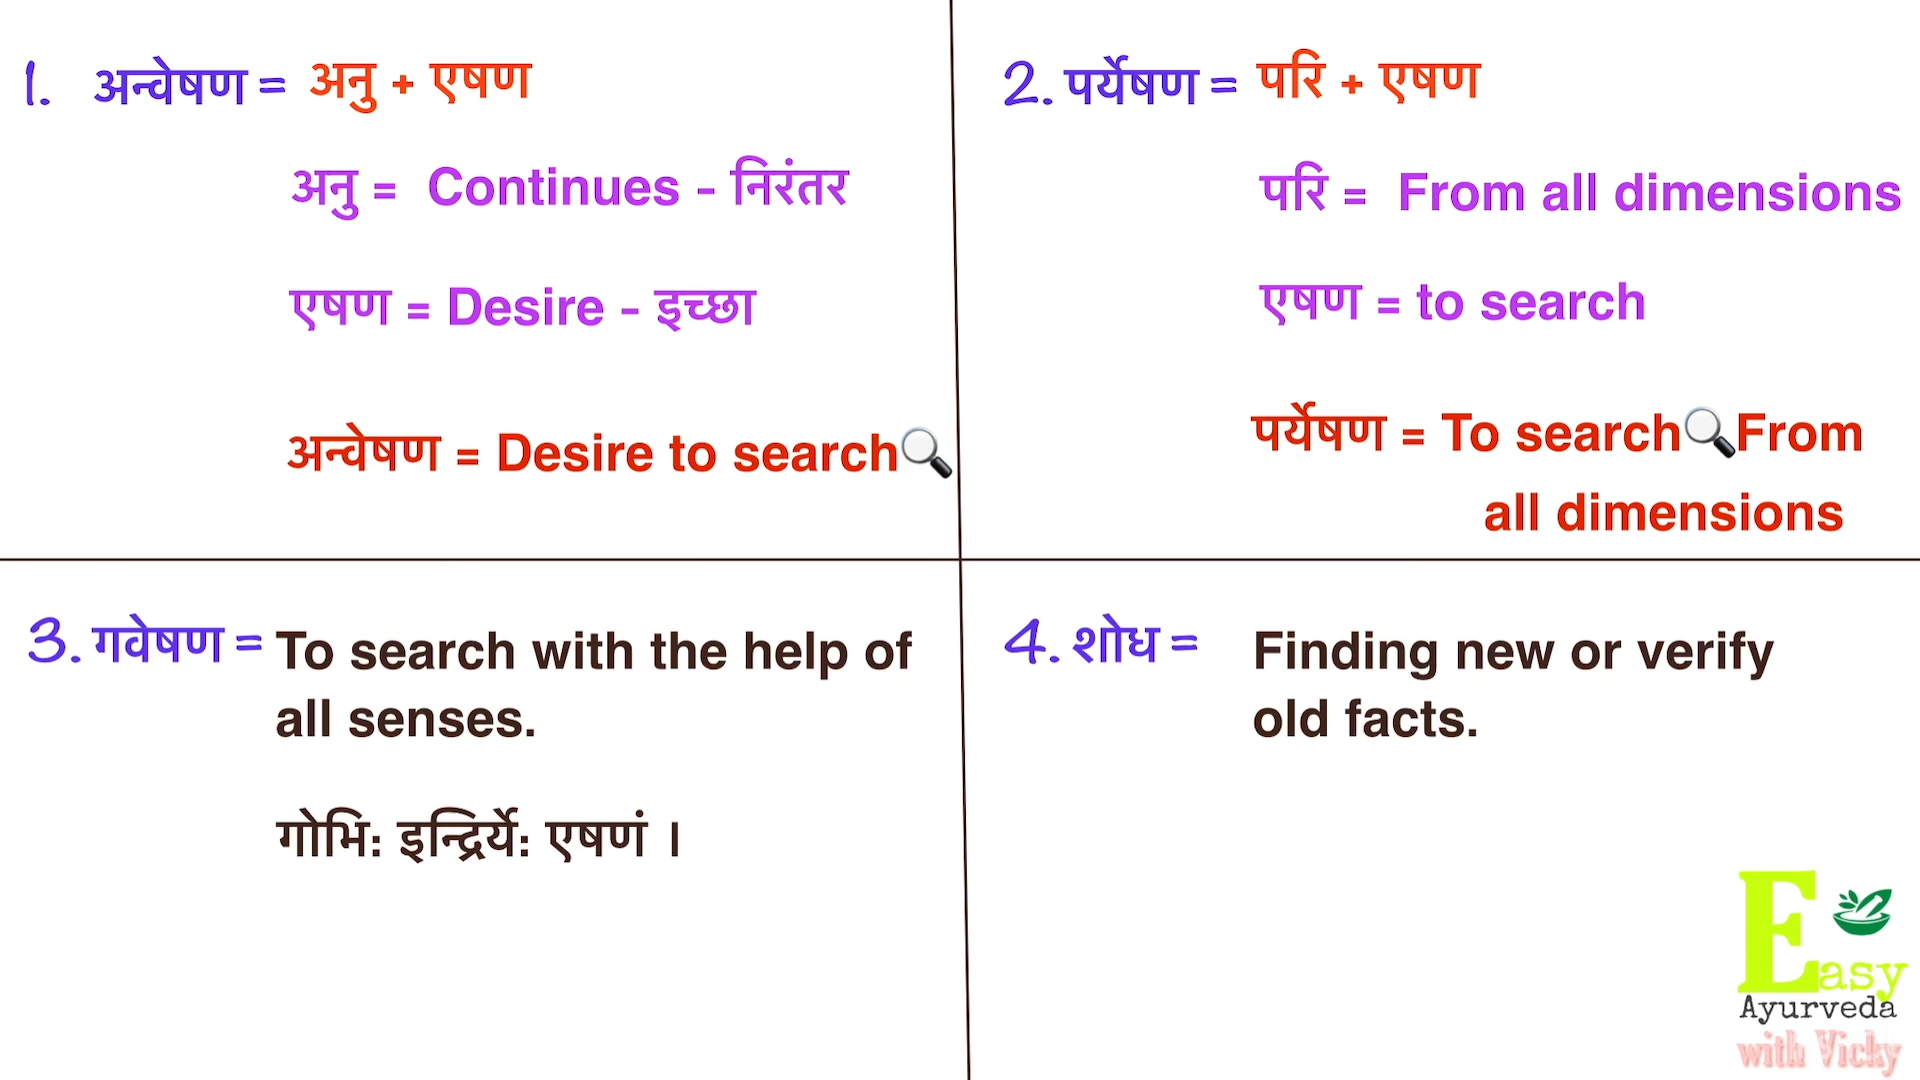 1. अन्वेषण = अनु + एषण
अनु = Continues - निरंतर
एषण = Desire - इच्छा
अन्वेषण = Desire to search🔍
2. पर्येषण = परि + एषण
परि = From all dimensions
एषण = to search
पर्येषण = To search🔍From
all dimensions
3. गवेषण = To search with the help of
all senses.
गोभिः इन्द्रिर्येः एषणं ।
4. शोध = Finding new or verify
old facts.
Easy
Ayurveda
with Vicky